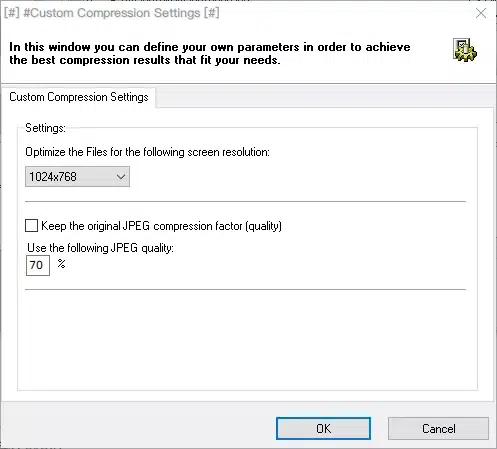 [#] #Custom Compression Settings [#]
In this window you can define your own parameters in order to achieve
the best compression results that fit your needs.
Custom Compression Settings
Settings:
Optimize the Files for the following screen resolution:
1024x768
Keep the original JPEG compression factor (quality)
Use the following JPEG quality:
70 %
OK Cancel